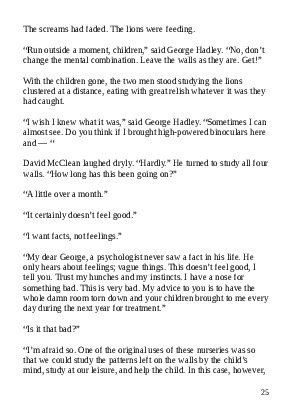 The screams had faded. The lions were feeding.
“Run outside a moment, children,” said George Hadley. “No, don’t
change the mental combination. Leave the walls as they are. Get!”
With the children gone, the two men stood studying the lions
clustered at a distance, eating with great relish whatever it was they
had caught.
“I wish I knew what it was,” said George Hadley. “Sometimes I can
almost see. Do you think if I brought high-powered binoculars here
and — “
David McClean laughed dryly. “Hardly.” He turned to study all four
walls. “How long has this been going on?”
“A little over a month.”
“It certainly doesn’t feel good.”
“I want facts, not feelings.”
“My dear George, a psychologist never saw a fact in his life. He
only hears about feelings; vague things. This doesn’t feel good, I
tell you. Trust my hunches and my instincts. I have a nose for
something bad. This is very bad. My advice to you is to have the
whole damn room torn down and your children brought to me every
day during the next year for treatment.”
“Is it that bad?”
“I’m afraid so. One of the original uses of these nurseries was so
that we could study the patterns left on the walls by the child’s
mind, study at our leisure, and help the child. In this case, however,
25